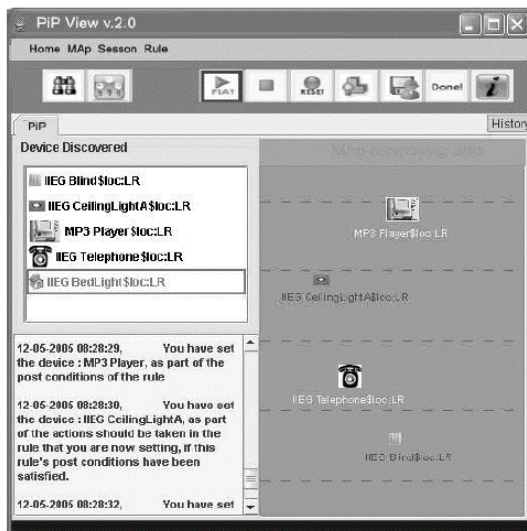 PiP View v.2.0
Home MAp Sesson Rule
PLAY RESET Done!
PiP History
Device Discovered
MAp composing area
IIEG Blind$loc:LR
IIEG CeilingLightA$loc:LR
MP3 Player$loc:LR
IIEG Telephone$loc:LR
IIEG BedLight$loc:LR
MP3 Player$loc:LR
IIEG CeilingLightA$loc:LR
IIEG Telephone$loc:LR
IIEG Blind$loc:LR
12-05-2005 08:28:29, You have set
the device : MP3 Player, as part of the
post conditions of the rule
12-05-2005 08:28:30, You have set
the device : IIEG CeilingLightA, as part
of the actions should be taken in the
rule that you are now setting, if this
rule's post conditions have been
satisfied.
12-05-2005 08:28:32, You have set